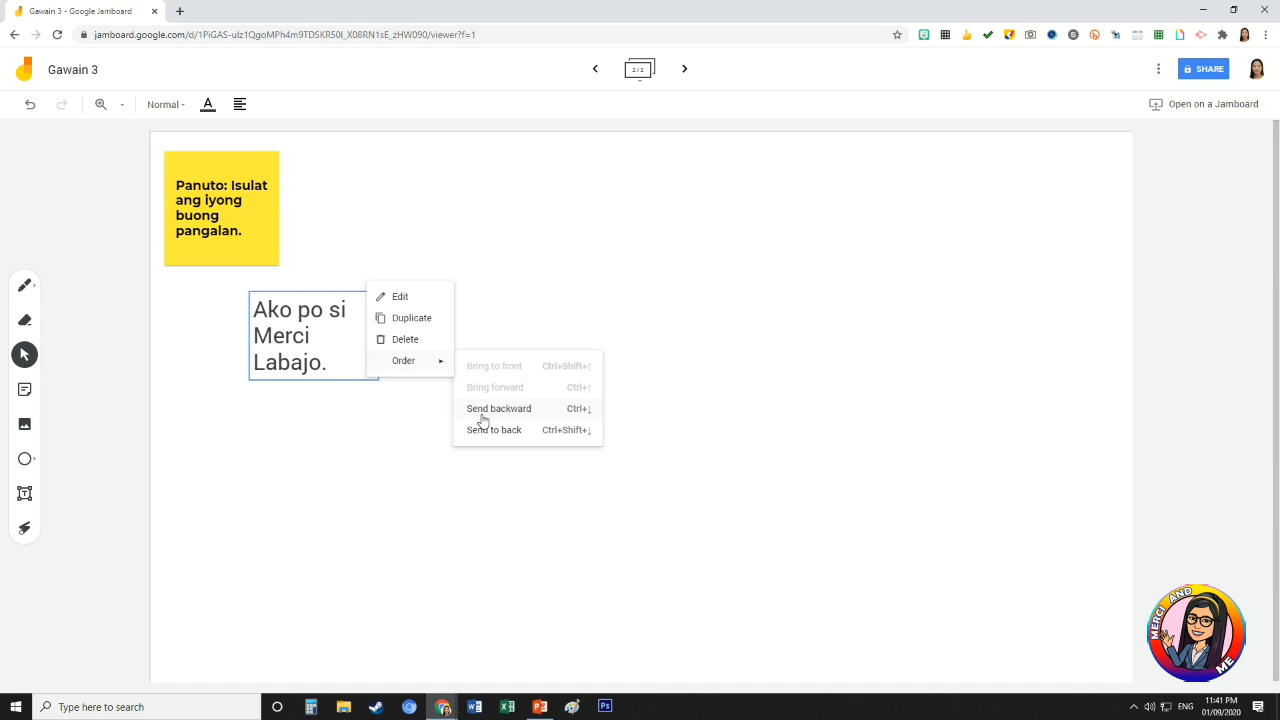 Gawain 3 - Google Jamboard
jamboard.google.com/d/1PiGAS-ulz1QgoMPh4m9TDSKR50I_X08RN1sE_zHW090/viewer?f=1
Gawain 3
2 / 2
SHARE
Normal
A
Open on a Jamboard
Panuto: Isulat
ang iyong
buong
pangalan.
Ako po si
Merci
Labajo.
Edit
Duplicate
Delete
Order
Bring to front Ctrl+Shift+↑
Bring forward Ctrl+↑
Send backward Ctrl+↓
Send to back Ctrl+Shift+↓
MERCI AND
ME
Type here to search
ENG
11:41 PM
01/09/2020